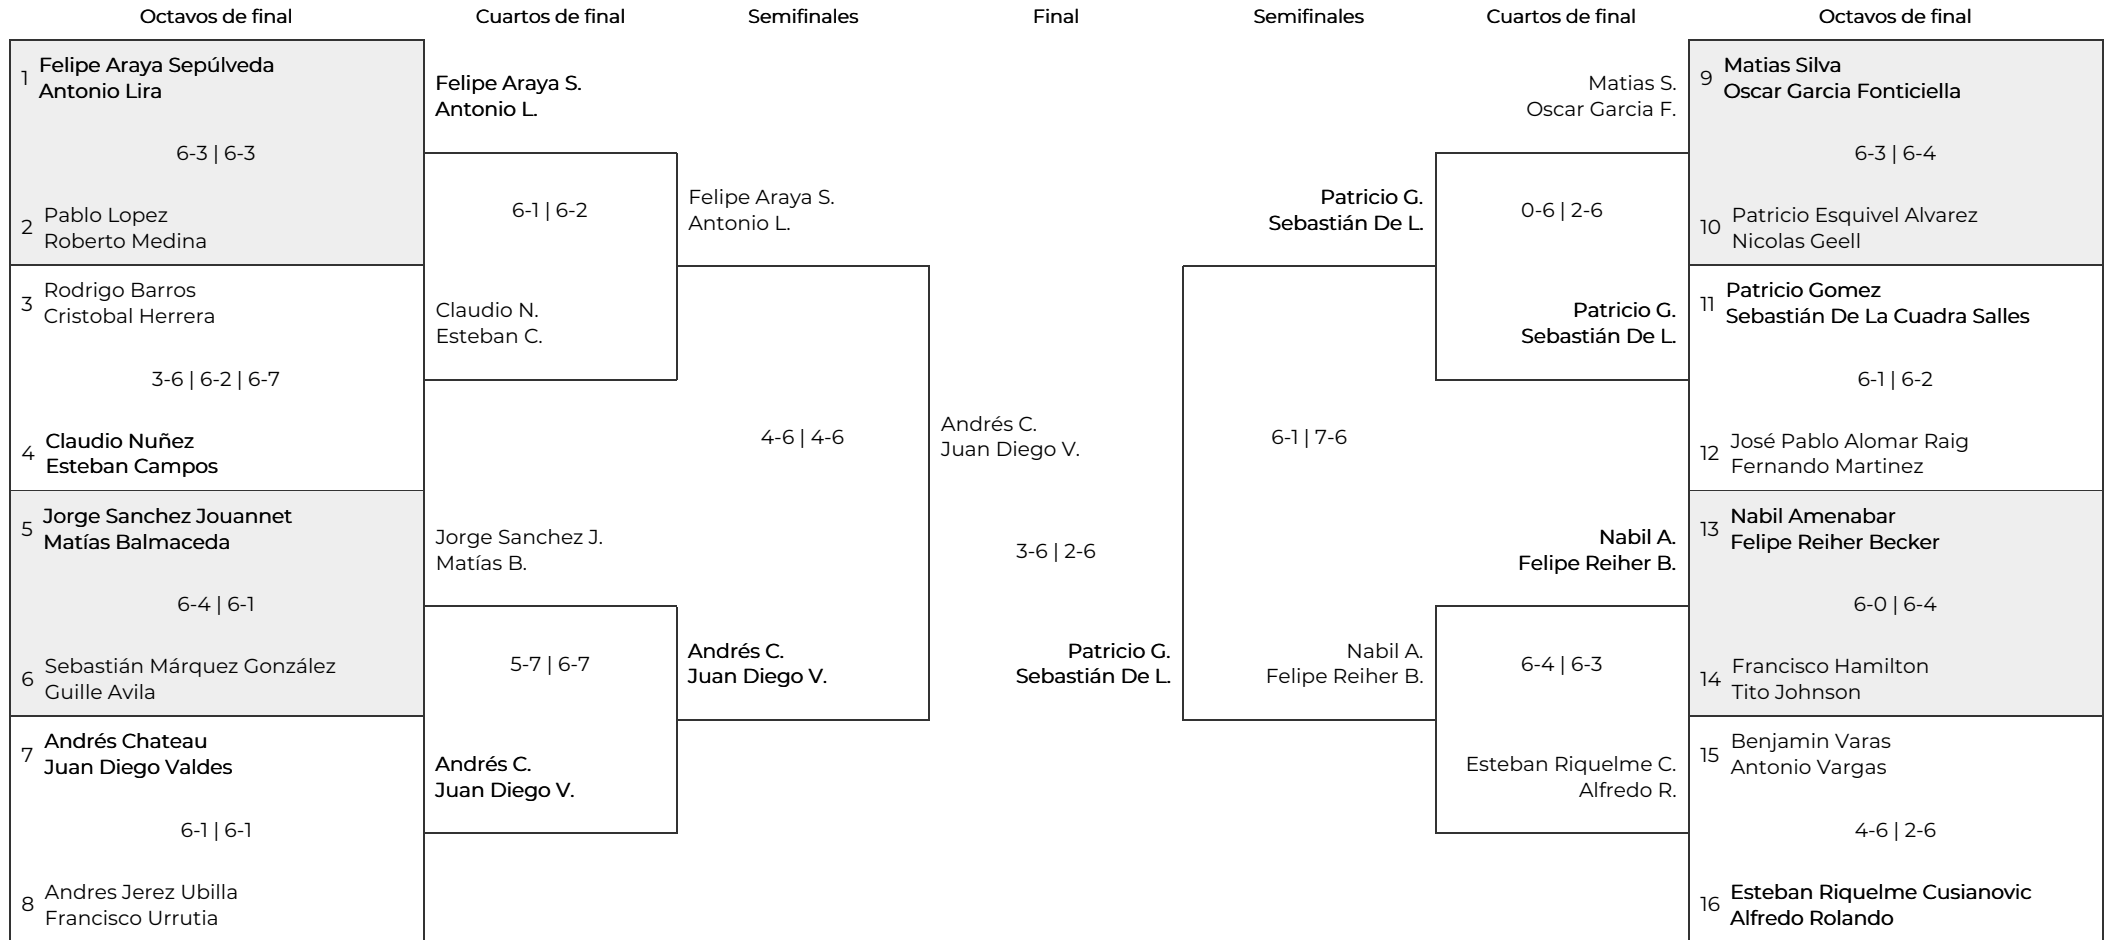 Octavos de final
Cuartos de final
Semifinales
Final
Semifinales
Cuartos de final
Octavos de final
1
Felipe Araya Sepúlveda
Antonio Lira
6-3 | 6-3
2
Pablo Lopez
Roberto Medina
3
Rodrigo Barros
Cristobal Herrera
3-6 | 6-2 | 6-7
4
Claudio Nuñez
Esteban Campos
5
Jorge Sanchez Jouannet
Matías Balmaceda
6-4 | 6-1
6
Sebastián Márquez González
Guille Avila
7
Andrés Chateau
Juan Diego Valdes
6-1 | 6-1
8
Andres Jerez Ubilla
Francisco Urrutia
Felipe Araya S.
Antonio L.
6-1 | 6-2
Claudio N.
Esteban C.
Jorge Sanchez J.
Matías B.
5-7 | 6-7
Andrés C.
Juan Diego V.
Felipe Araya S.
Antonio L.
4-6 | 4-6
Andrés C.
Juan Diego V.
Andrés C.
Juan Diego V.
3-6 | 2-6
Patricio G.
Sebastián De L.
Patricio G.
Sebastián De L.
6-1 | 7-6
Nabil A.
Felipe Reiher B.
Matias S.
Oscar Garcia F.
0-6 | 2-6
Patricio G.
Sebastián De L.
Nabil A.
Felipe Reiher B.
6-4 | 6-3
Esteban Riquelme C.
Alfredo R.
9
Matias Silva
Oscar Garcia Fonticiella
6-3 | 6-4
10
Patricio Esquivel Alvarez
Nicolas Geell
11
Patricio Gomez
Sebastián De La Cuadra Salles
6-1 | 6-2
12
José Pablo Alomar Raig
Fernando Martinez
13
Nabil Amenabar
Felipe Reiher Becker
6-0 | 6-4
14
Francisco Hamilton
Tito Johnson
15
Benjamin Varas
Antonio Vargas
4-6 | 2-6
16
Esteban Riquelme Cusianovic
Alfredo Rolando